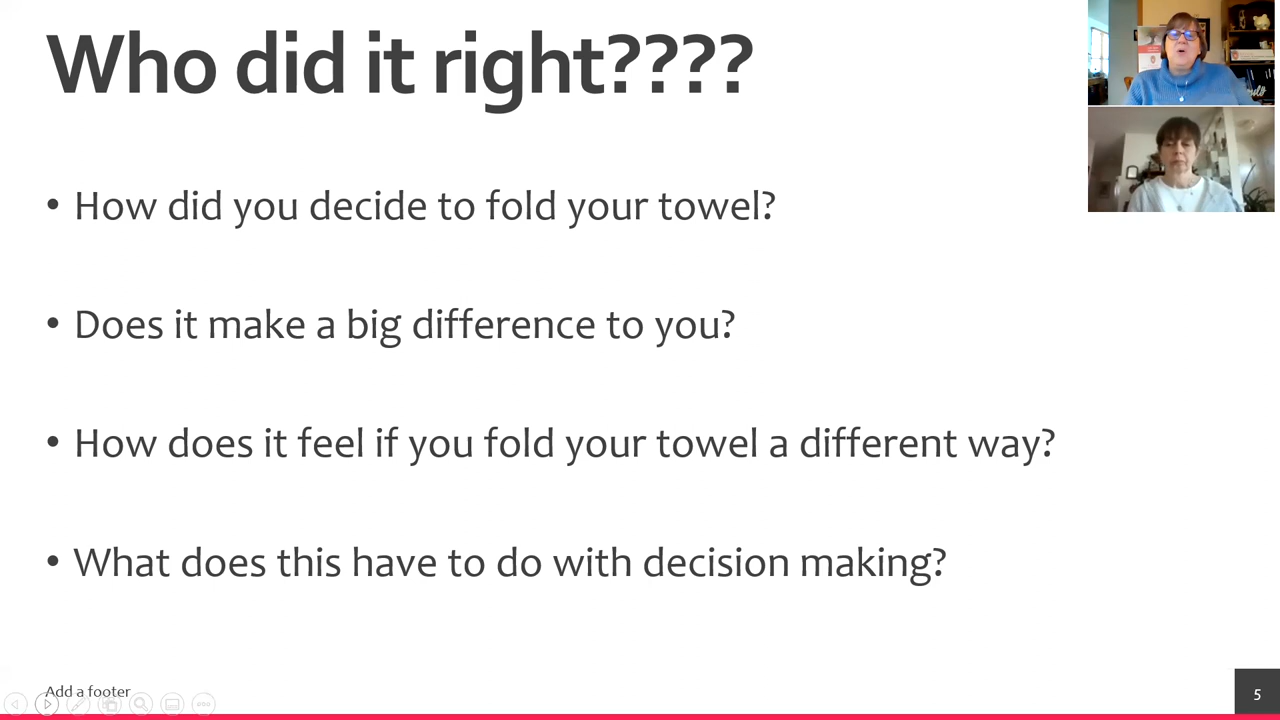 Who did it right????
• How did you decide to fold your towel?
• Does it make a big difference to you?
• How does it feel if you fold your towel a different way?
• What does this have to do with decision making?
Add a footer
5